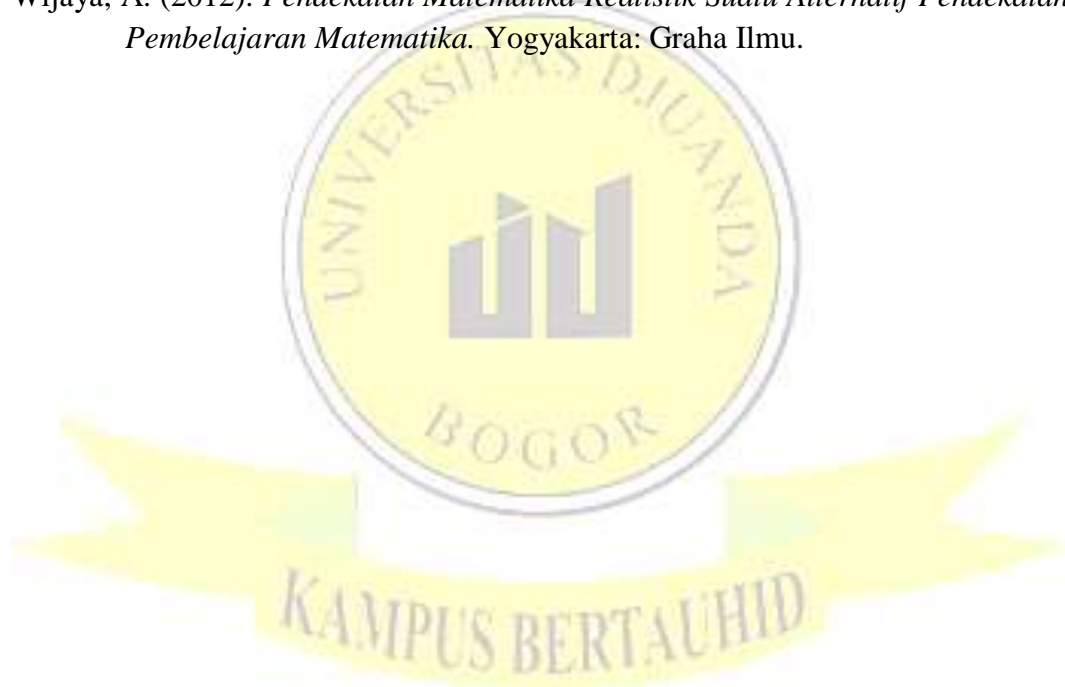 Wijaya, A. (2012). Pendekatan Matematika Realistik Suatu Alternatif Pendekatan
Pembelajaran Matematika. Yogyakarta: Graha Ilmu.
UNIVERSITAS DJUANDA
BOGOR
KAMPUS BERTAUHID